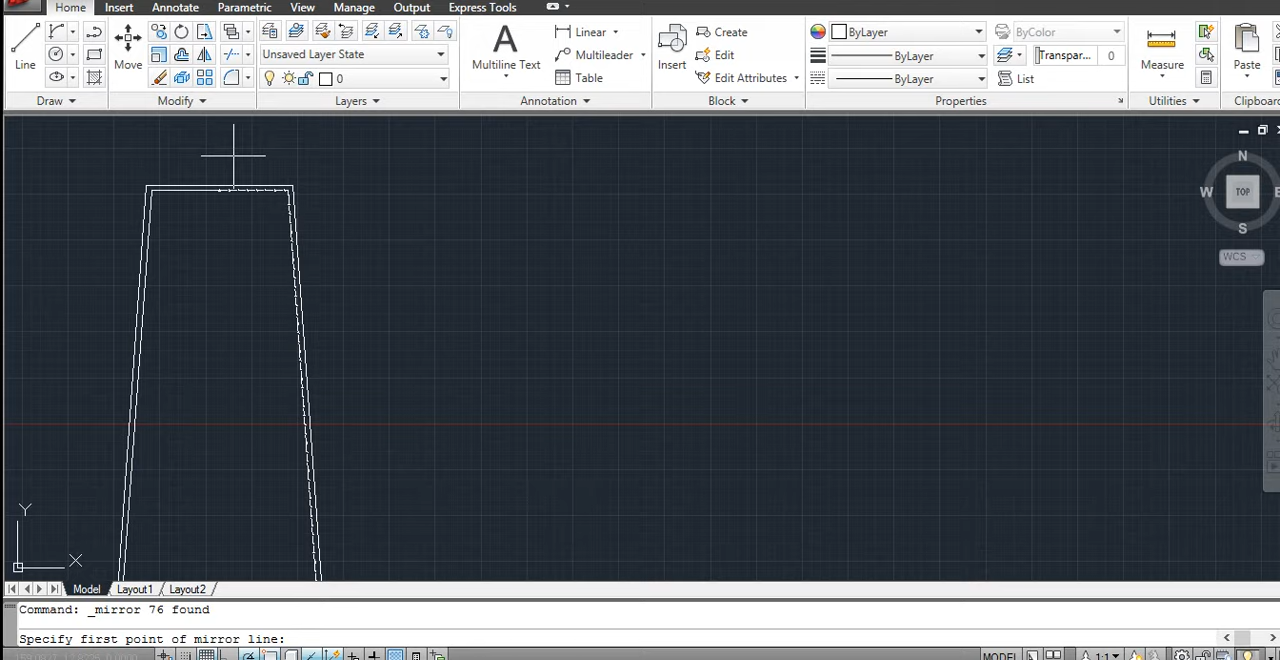 Home Insert Annotate Parametric View Manage Output Express Tools
Line
Move
Unsaved Layer State
0
Multiline Text
Linear
Multileader
Table
Insert
Create
Edit
Edit Attributes
ByLayer
ByLayer
ByLayer
ByColor
Transpar... 0
List
Measure
Paste
Draw Modify Layers Annotation Block Properties Utilities Clipboard
N
W TOP E
S
WCS
Y
X
Model Layout1 Layout2
Command: _mirror 76 found
Specify first point of mirror line:
MODEL 1:1